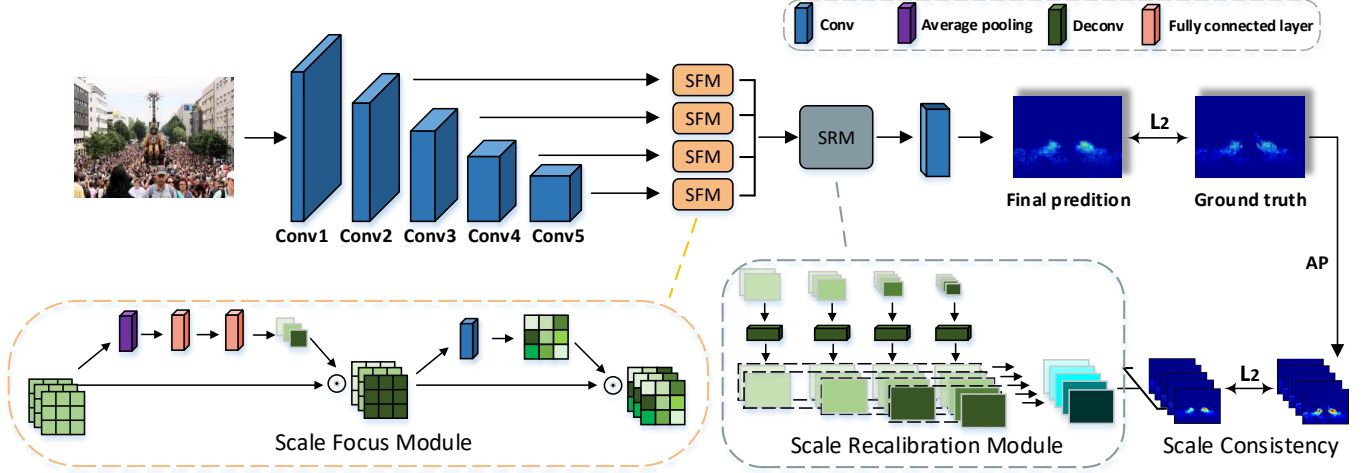 Conv
Average pooling
Deconv
Fully connected layer
SFM
SFM
SFM
SFM
SRM
L2
Final predition
Ground truth
Conv1
Conv2
Conv3
Conv4
Conv5
AP
L2
Scale Focus Module
Scale Recalibration Module
Scale Consistency